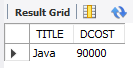 Result Grid
TITLE DCOST
Java 90000